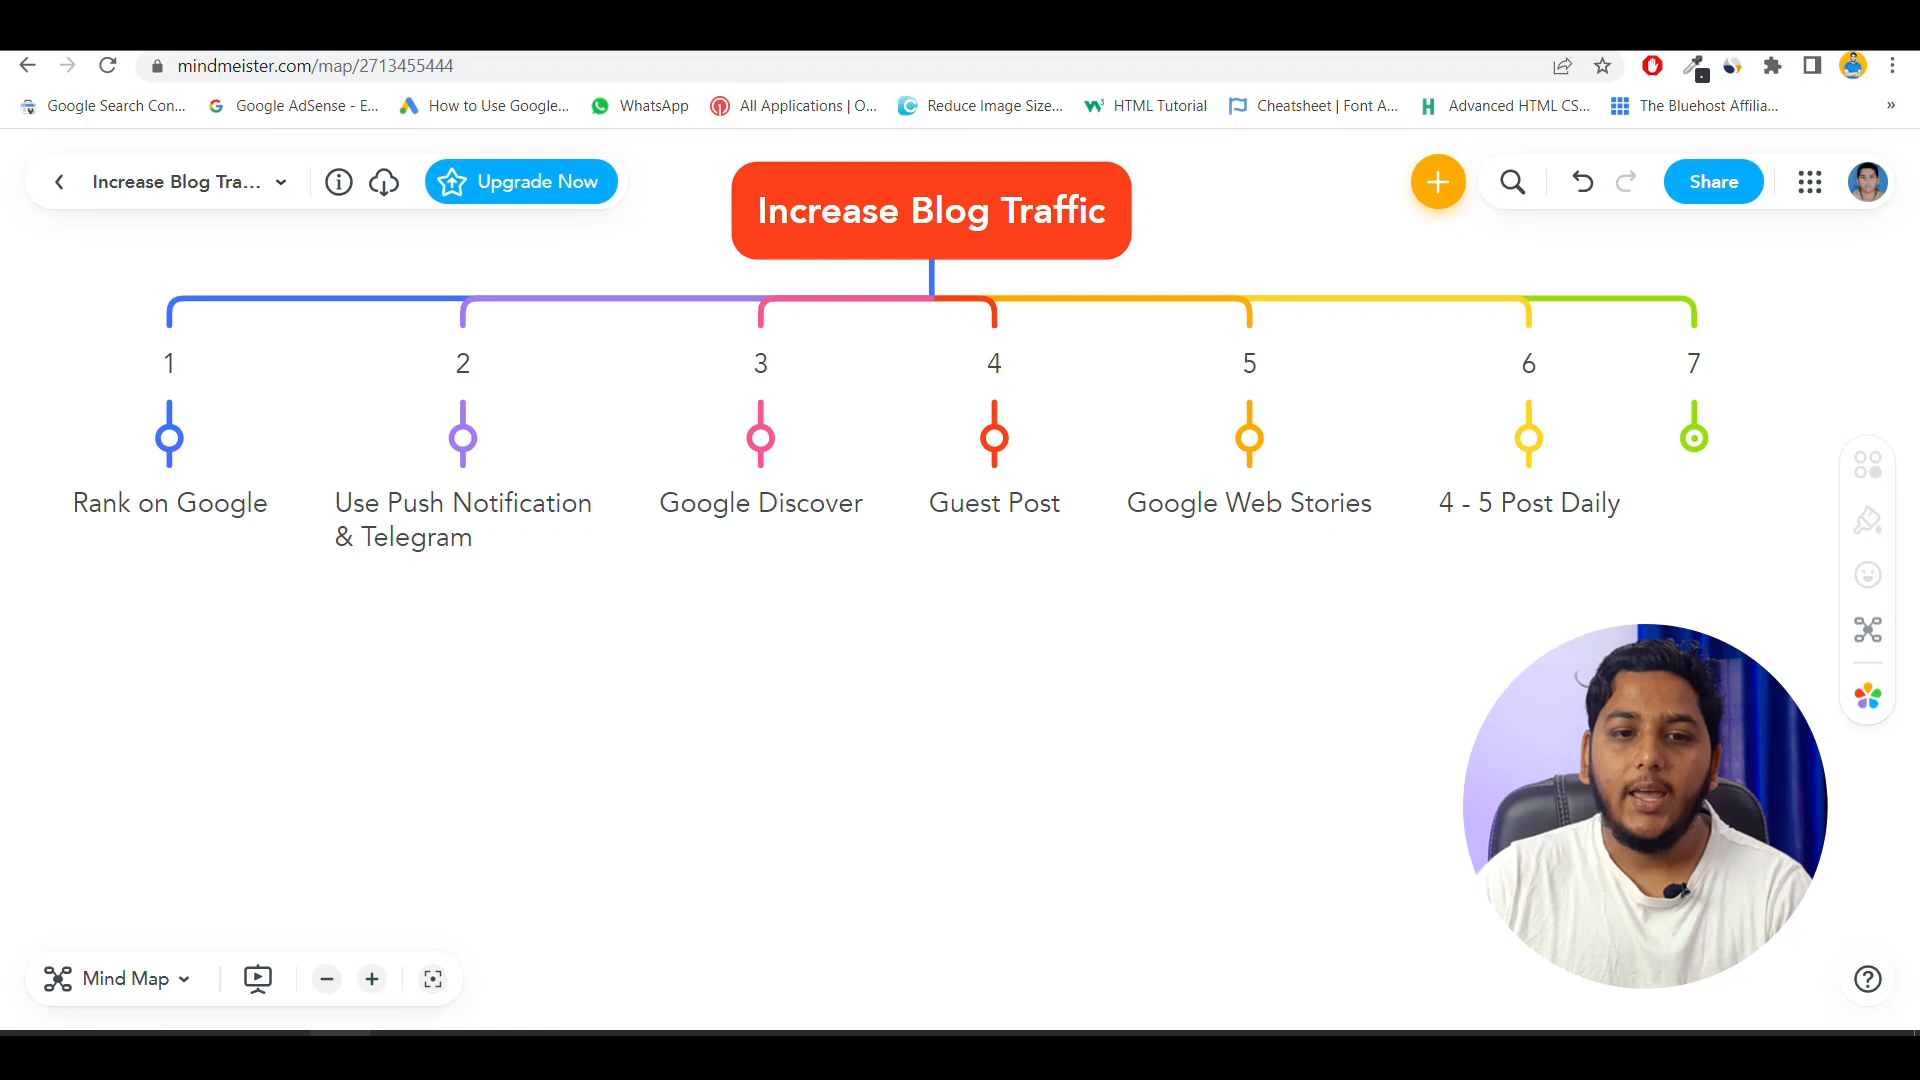 mindmeister.com/map/2713455444
Google Search Con...
Google AdSense - E...
How to Use Google...
WhatsApp
All Applications | O...
Reduce Image Size...
HTML Tutorial
Cheatsheet | Font A...
Advanced HTML CS...
The Bluehost Affilia...
Increase Blog Tra...
Upgrade Now
Increase Blog Traffic
Share
1 2 3 4 5 6 7
Rank on Google
Use Push Notification
& Telegram
Google Discover
Guest Post
Google Web Stories
4 - 5 Post Daily
Mind Map